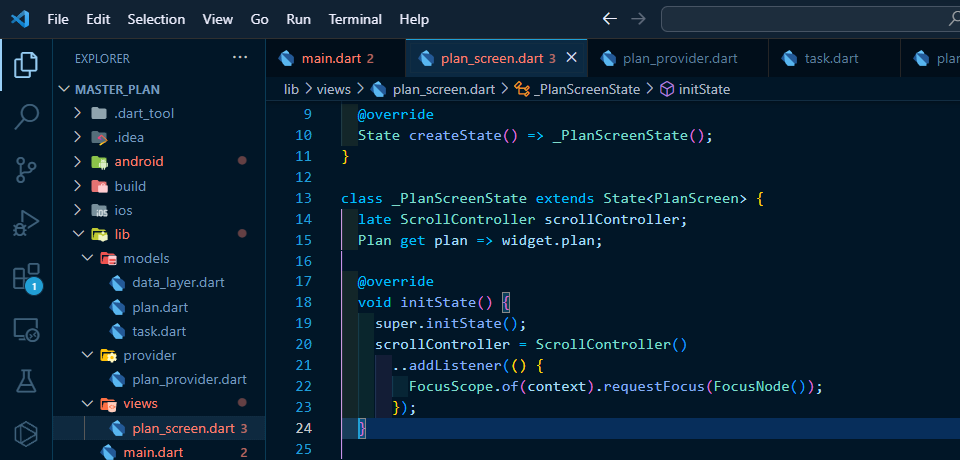 File Edit Selection View Go Run Terminal Help
EXPLORER
main.dart 2
plan_screen.dart 3
plan_provider.dart
task.dart
plan
lib > views > plan_screen.dart > _PlanScreenState > initState
MASTER_PLAN
.dart_tool
.idea
android
build
iOS
ios
lib
models
data_layer.dart
plan.dart
task.dart
provider
plan_provider.dart
views
plan_screen.dart 3
main.dart 2
1
9 @override
10 State createState() => _PlanScreenState();
11 }
12
13 class _PlanScreenState extends State<PlanScreen> {
14 late ScrollController scrollController;
15 Plan get plan => widget.plan;
16
17 @override
18 void initState() {
19 super.initState();
20 scrollController = ScrollController()
21 ..addListener(() {
22 FocusScope.of(context).requestFocus(FocusNode());
23 });
24 }
25